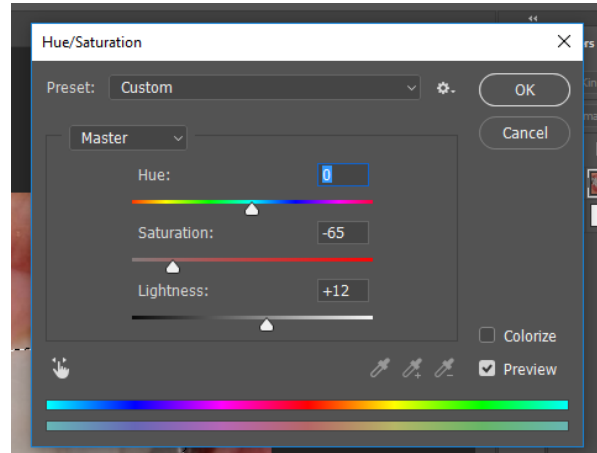 Hue/Saturation
Preset: Custom
OK
Cancel
Master
Hue: 0
Saturation: -65
Lightness: +12
Colorize
Preview